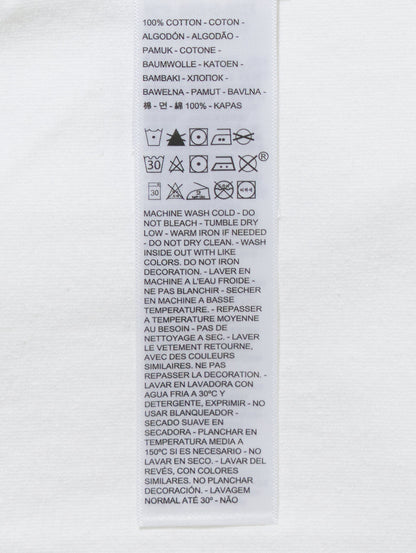 100% COTTON - COTON -
ALGODÓN - ALGODÃO -
PAMUK - COTONE -
BAUMWOLLE - KATOEN -
BAMBAKI - ХЛОПОК -
BAWEŁNA - PAMUT - BAVLNA -
棉 - 면 - 綿 100% - KAPAS
30
®
30
MACHINE WASH COLD - DO
NOT BLEACH - TUMBLE DRY
LOW - WARM IRON IF NEEDED
- DO NOT DRY CLEAN. - WASH
INSIDE OUT WITH LIKE
COLORS. DO NOT IRON
DECORATION. - LAVER EN
MACHINE A L'EAU FROIDE -
NE PAS BLANCHIR - SECHER
EN MACHINE A BASSE
TEMPERATURE. - REPASSER
A TEMPERATURE MOYENNE
AU BESOIN - PAS DE
NETTOYAGE A SEC. - LAVER
LE VETEMENT RETOURNE,
AVEC DES COULEURS
SIMILAIRES. NE PAS
REPASSER LA DECORATION. -
LAVAR EN LAVADORA CON
AGUA FRIA A 30ºC Y
DETERGENTE, EXPRIMIR - NO
USAR BLANQUEADOR -
SECADO SUAVE EN
SECADORA - PLANCHAR EN
TEMPERATURA MEDIA A
150ºC SI ES NECESARIO - NO
LAVAR EN SECO. - LAVAR DEL
REVÉS, CON COLORES
SIMILARES. NO PLANCHAR
DECORACIÓN. - LAVAGEM
NORMAL ATÉ 30º - NÃO